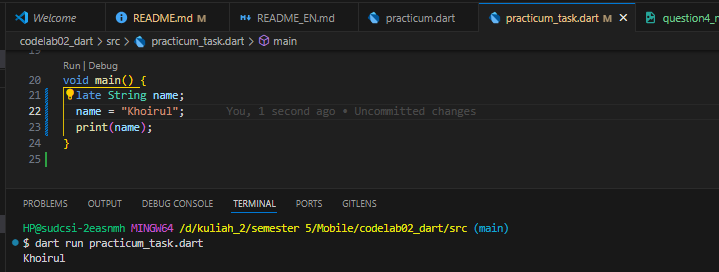 Welcome README.md M README_EN.md practicum.dart practicum_task.dart M question4_n
codelab02_dart > src > practicum_task.dart > main
Run | Debug
20 void main() {
21 late String name;
22 name = "Khoirul"; You, 1 second ago • Uncommitted changes
23 print(name);
24 }
25
PROBLEMS OUTPUT DEBUG CONSOLE TERMINAL PORTS GITLENS
HP@sudcsi-2easnmh MINGW64 /d/kuliah_2/semester 5/Mobile/codelab02_dart/src (main)
$ dart run practicum_task.dart
Khoirul